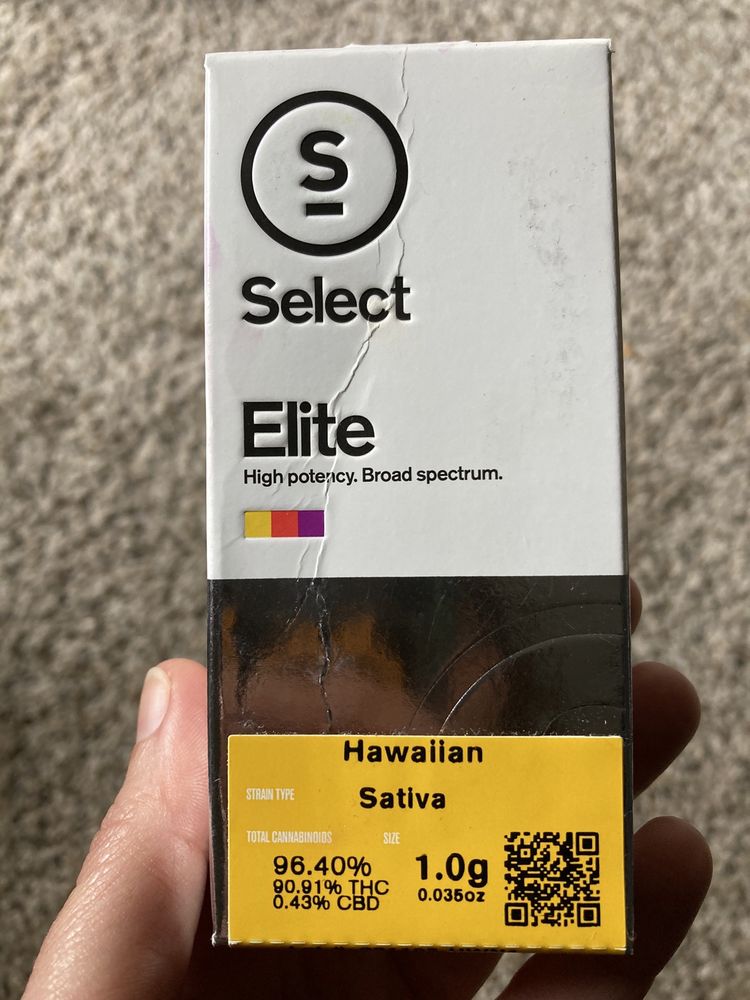 S
Select
Elite
High potency. Broad spectrum.
Hawaiian
STRAIN TYPE Sativa
TOTAL CANNABINOIDS SIZE
96.40% 1.0g
90.91% THC 0.035oz
0.43% CBD